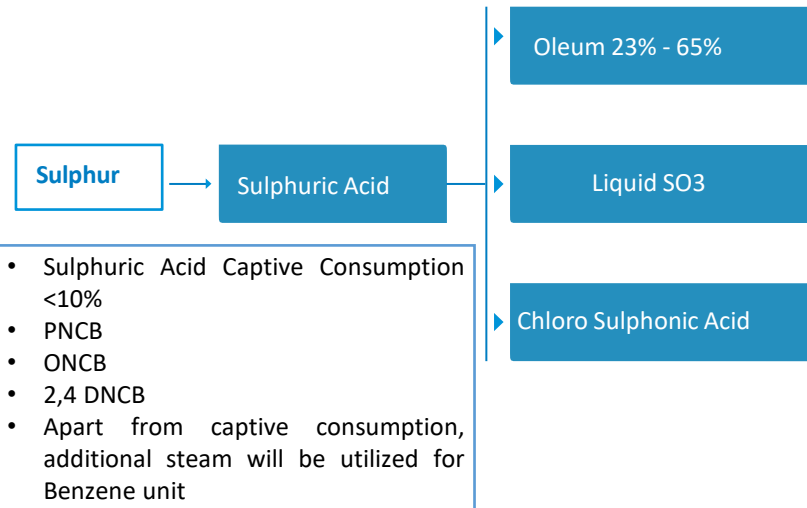 Oleum 23% - 65%
Sulphur
Sulphuric Acid
Liquid SO3
Chloro Sulphonic Acid
• Sulphuric Acid Captive Consumption
<10%
• PNCB
• ONCB
• 2,4 DNCB
• Apart from captive consumption,
additional steam will be utilized for
Benzene unit